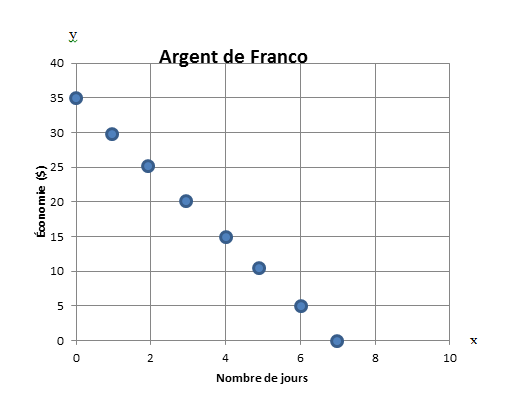 y
Argent de Franco
40
35
30
25
20
15
10
5
0
Économie ($)
0 2 4 6 8 10
x
Nombre de jours